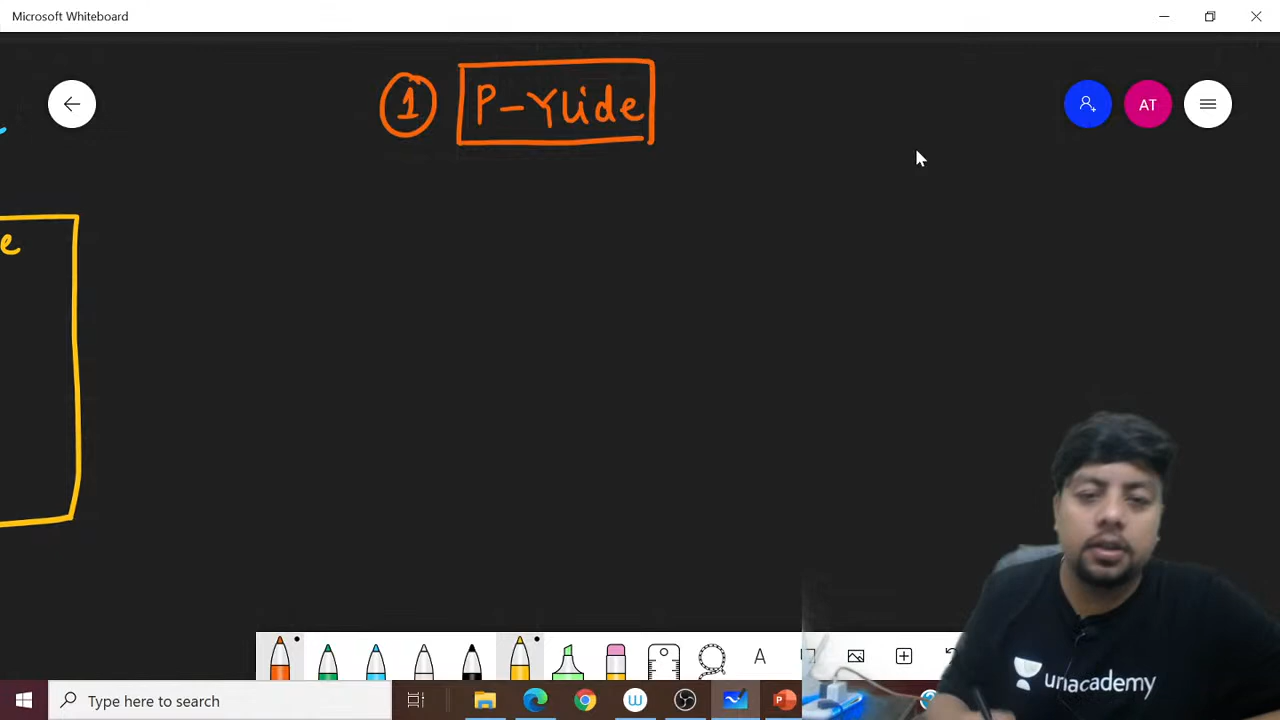 Microsoft Whiteboard
① P-Ylide
AT
e
A
unacademy
Type here to search